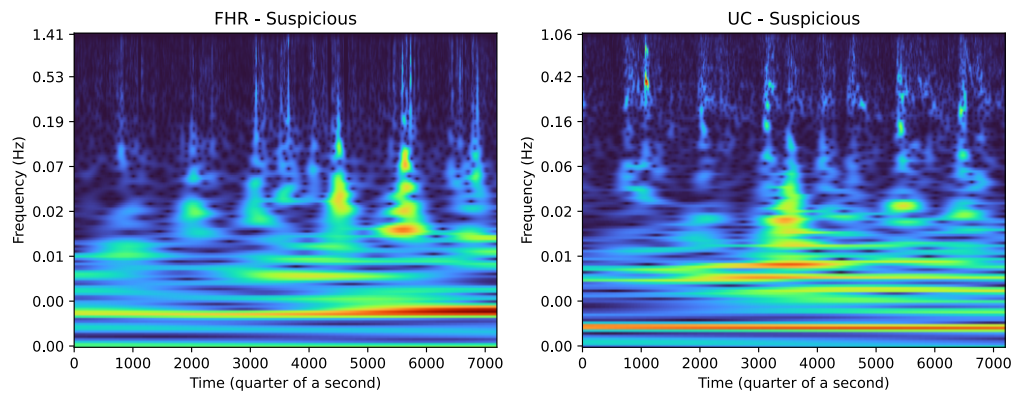 FHR - Suspicious
1.41
0.53
0.19
0.07
0.02
0.01
0.00
0.00
Frequency (Hz)
0 1000 2000 3000 4000 5000 6000 7000
Time (quarter of a second)
UC - Suspicious
1.06
0.42
0.16
0.06
0.02
0.01
0.00
0.00
Frequency (Hz)
0 1000 2000 3000 4000 5000 6000 7000
Time (quarter of a second)